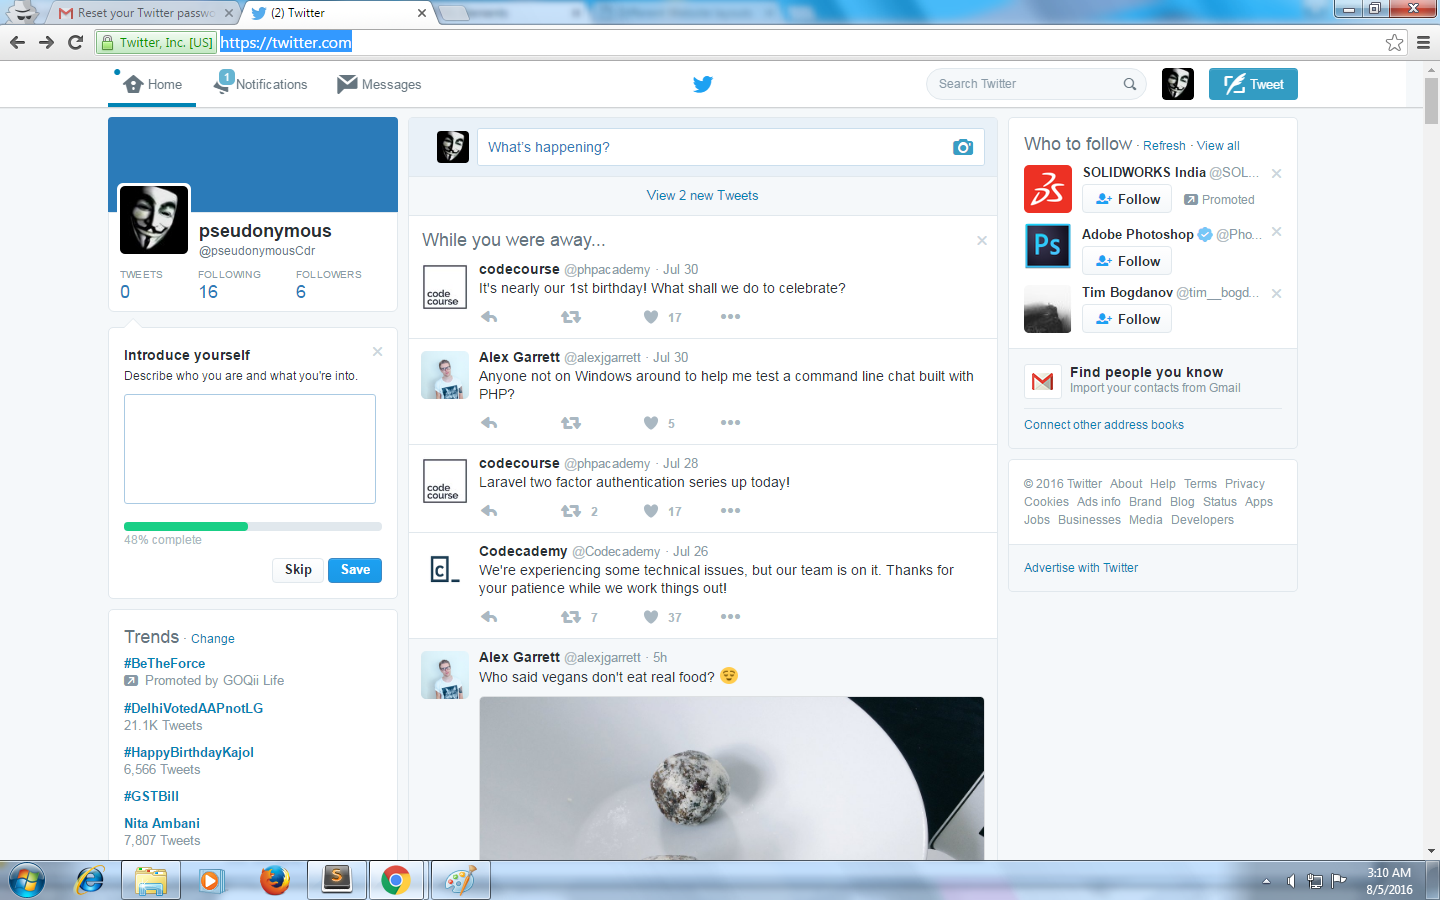 Reset your Twitter passwo
(2) Twitter
Twitter, Inc. [US]
https://twitter.com
Home
1
Notifications
Messages
Search Twitter
Tweet
pseudonymous
@pseudonymousCdr
TWEETS FOLLOWING FOLLOWERS
0 16 6
Introduce yourself
Describe who you are and what you're into.
48% complete
Skip Save
Trends · Change
#BeTheForce
Promoted by GOQii Life
#DelhiVotedAAPnotLG
21.1K Tweets
#HappyBirthdayKajol
6,566 Tweets
#GSTBill
Nita Ambani
7,807 Tweets
What's happening?
View 2 new Tweets
While you were away...
code
course
codecourse @phpacademy · Jul 30
It's nearly our 1st birthday! What shall we do to celebrate?
17
Alex Garrett @alexjgarrett · Jul 30
Anyone not on Windows around to help me test a command line chat built with
PHP?
5
code
course
codecourse @phpacademy · Jul 28
Laravel two factor authentication series up today!
2 17
c_
Codecademy @Codecademy · Jul 26
We're experiencing some technical issues, but our team is on it. Thanks for
your patience while we work things out!
7 37
Alex Garrett @alexjgarrett · 5h
Who said vegans don't eat real food? 😌
Who to follow · Refresh · View all
SOLIDWORKS India @SOL...
Follow Promoted
Ps
Adobe Photoshop @Pho...
Follow
Tim Bogdanov @tim__bogd...
Follow
Find people you know
Import your contacts from Gmail
Connect other address books
© 2016 Twitter About Help Terms Privacy
Cookies Ads info Brand Blog Status Apps
Jobs Businesses Media Developers
Advertise with Twitter
S
3:10 AM
8/5/2016